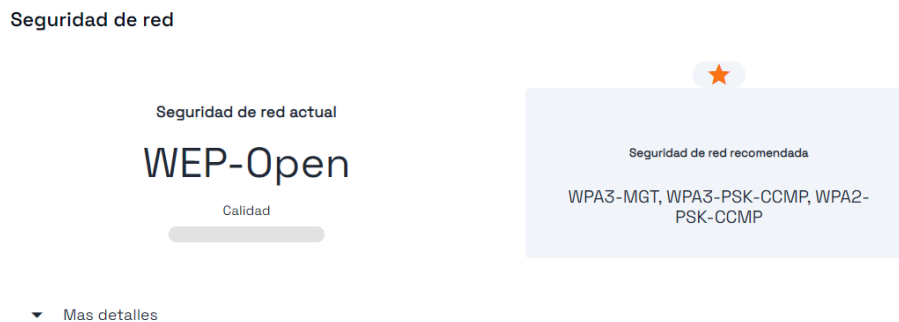 Seguridad de red
Seguridad de red actual
WEP-Open
Calidad
Seguridad de red recomendada
WPA3-MGT, WPA3-PSK-CCMP, WPA2-
PSK-CCMP
Mas detalles